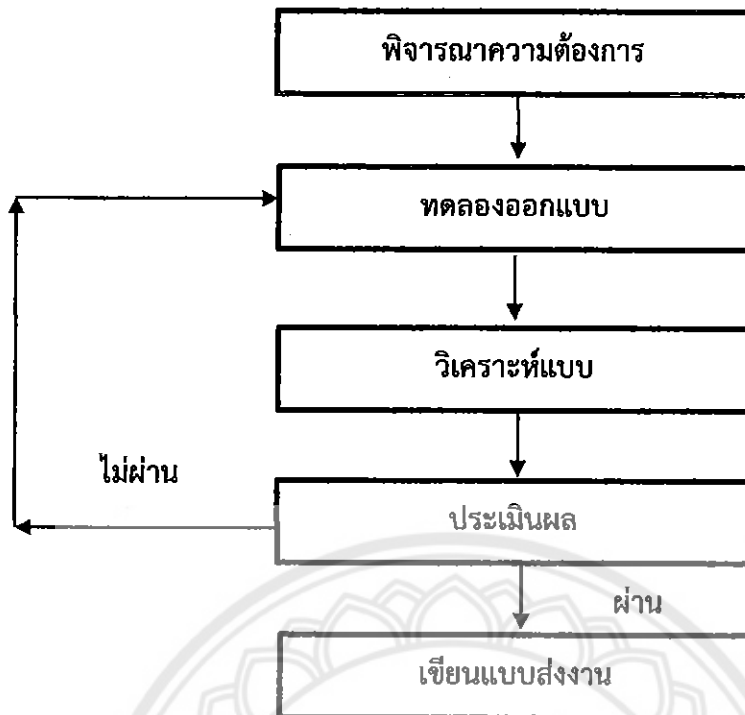 พิจารณาความต้องการ
ทดลองออกแบบ
วิเคราะห์แบบ
ไม่ผ่าน
ประเมินผล
ผ่าน
เขียนแบบส่งงาน